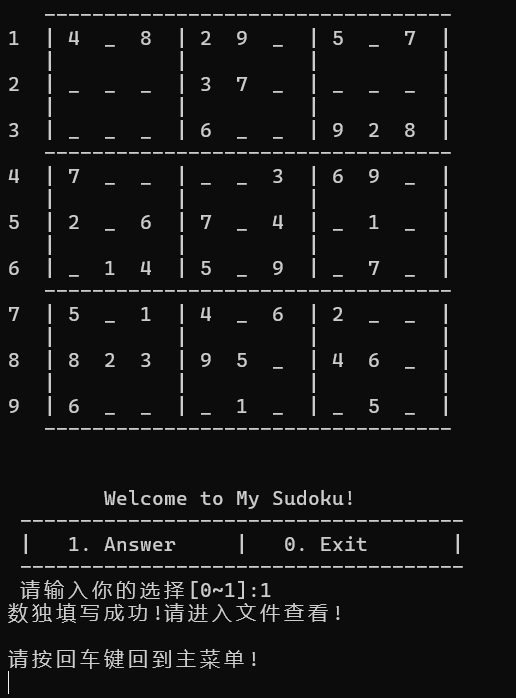 ------------------------------------
1 | 4 _ 8 | 2 9 _ | 5 _ 7 |
| | | |
2 | _ _ _ | 3 7 _ | _ _ _ |
| | | |
3 | _ _ _ | 6 _ _ | 9 2 8 |
------------------------------------
4 | 7 _ _ | _ _ 3 | 6 9 _ |
| | | |
5 | 2 _ 6 | 7 _ 4 | _ 1 _ |
| | | |
6 | _ 1 4 | 5 _ 9 | _ 7 _ |
------------------------------------
7 | 5 _ 1 | 4 _ 6 | 2 _ _ |
| | | |
8 | 8 2 3 | 9 5 _ | 4 6 _ |
| | | |
9 | 6 _ _ | _ 1 _ | _ 5 _ |
------------------------------------
Welcome to My Sudoku!
---------------------------------------
| 1. Answer | 0. Exit |
---------------------------------------
请输入你的选择[0~1]:1
数独填写成功!请进入文件查看!
请按回车键回到主菜单!